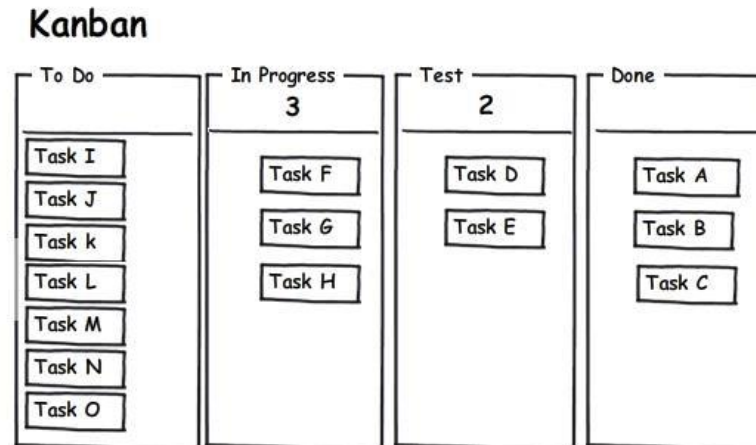 Kanban
To Do
Task I
Task J
Task k
Task L
Task M
Task N
Task O
In Progress
3
Task F
Task G
Task H
Test
2
Task D
Task E
Done
Task A
Task B
Task C